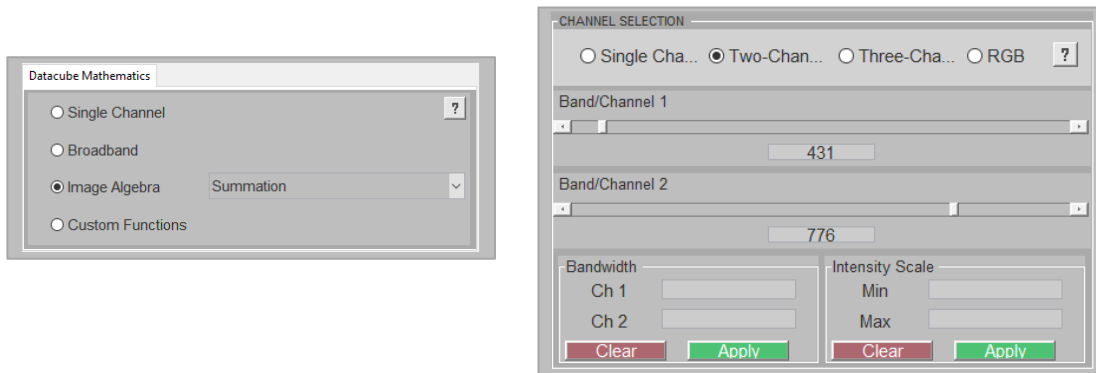 Datacube Mathematics
Single Channel
?
Broadband
Image Algebra
Summation
Custom Functions
CHANNEL SELECTION
Single Cha... Two-Chan... Three-Cha... RGB ?
Band/Channel 1
431
Band/Channel 2
776
Bandwidth
Ch 1
Ch 2
Clear Apply
Intensity Scale
Min
Max
Clear Apply